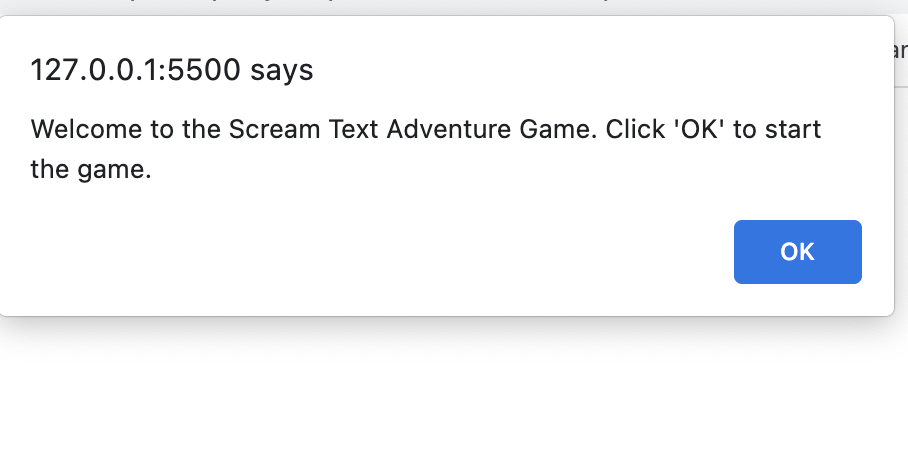 127.0.0.1:5500 says
Welcome to the Scream Text Adventure Game. Click 'OK' to start
the game.
OK